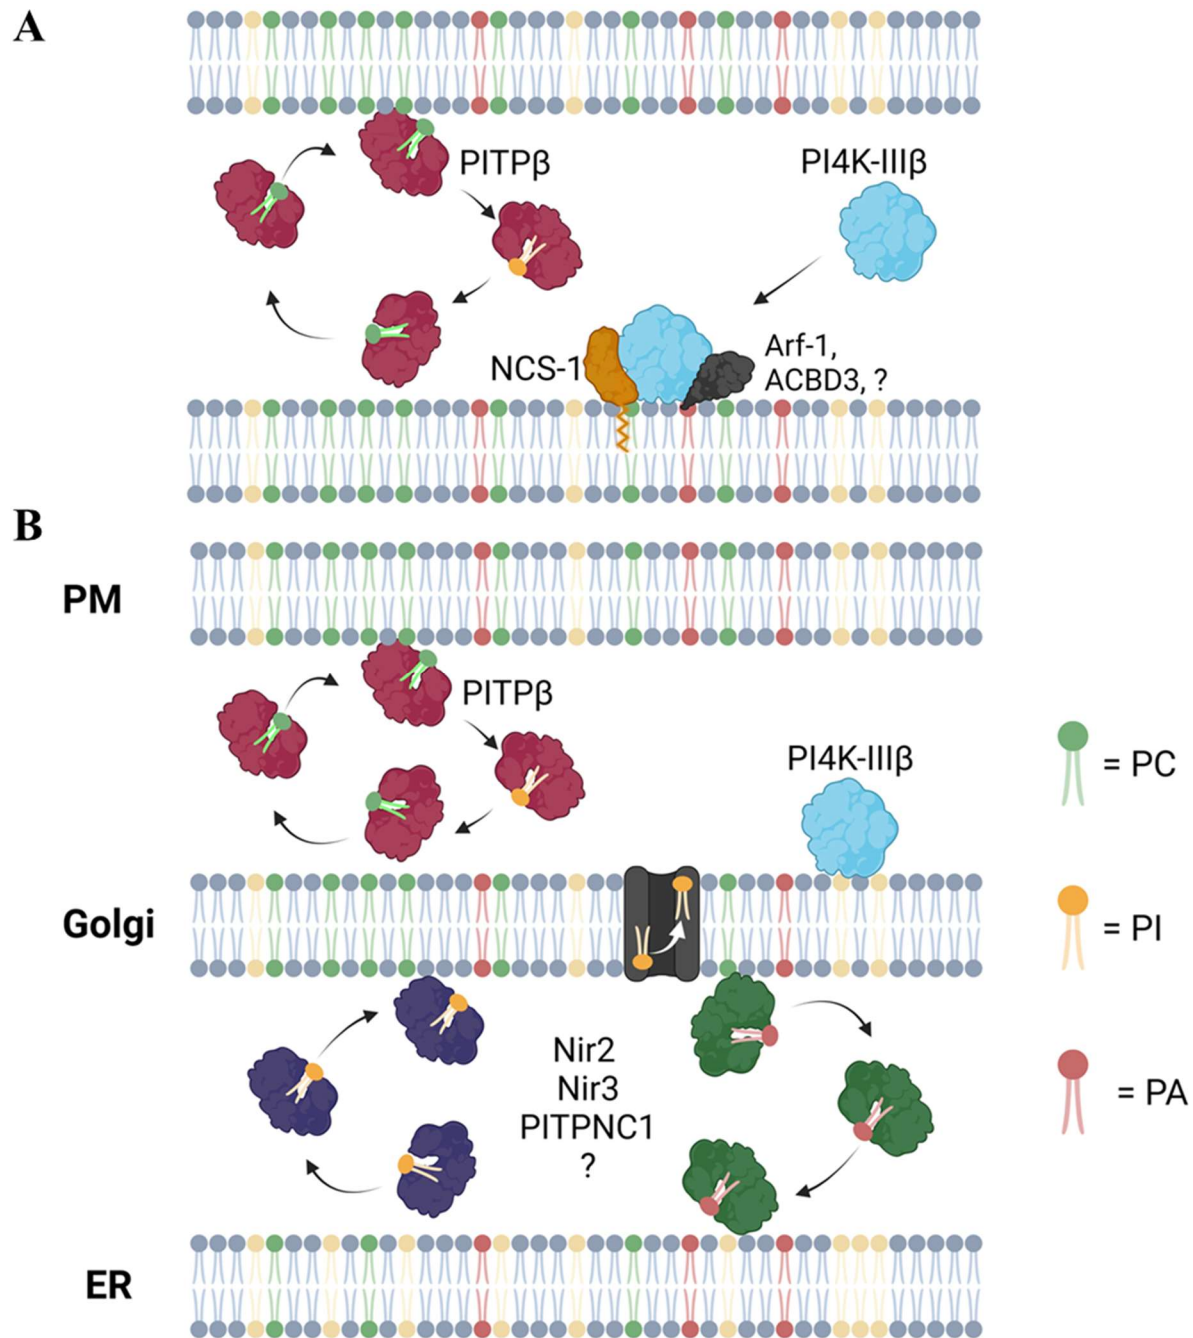 A
PITPβ
PI4K-IIIβ
NCS-1
Arf-1,
ACBD3, ?
B
PM
PITPβ
PI4K-IIIβ
= PC
Golgi
= PI
Nir2
Nir3
PITPNC1
?
= PA
ER